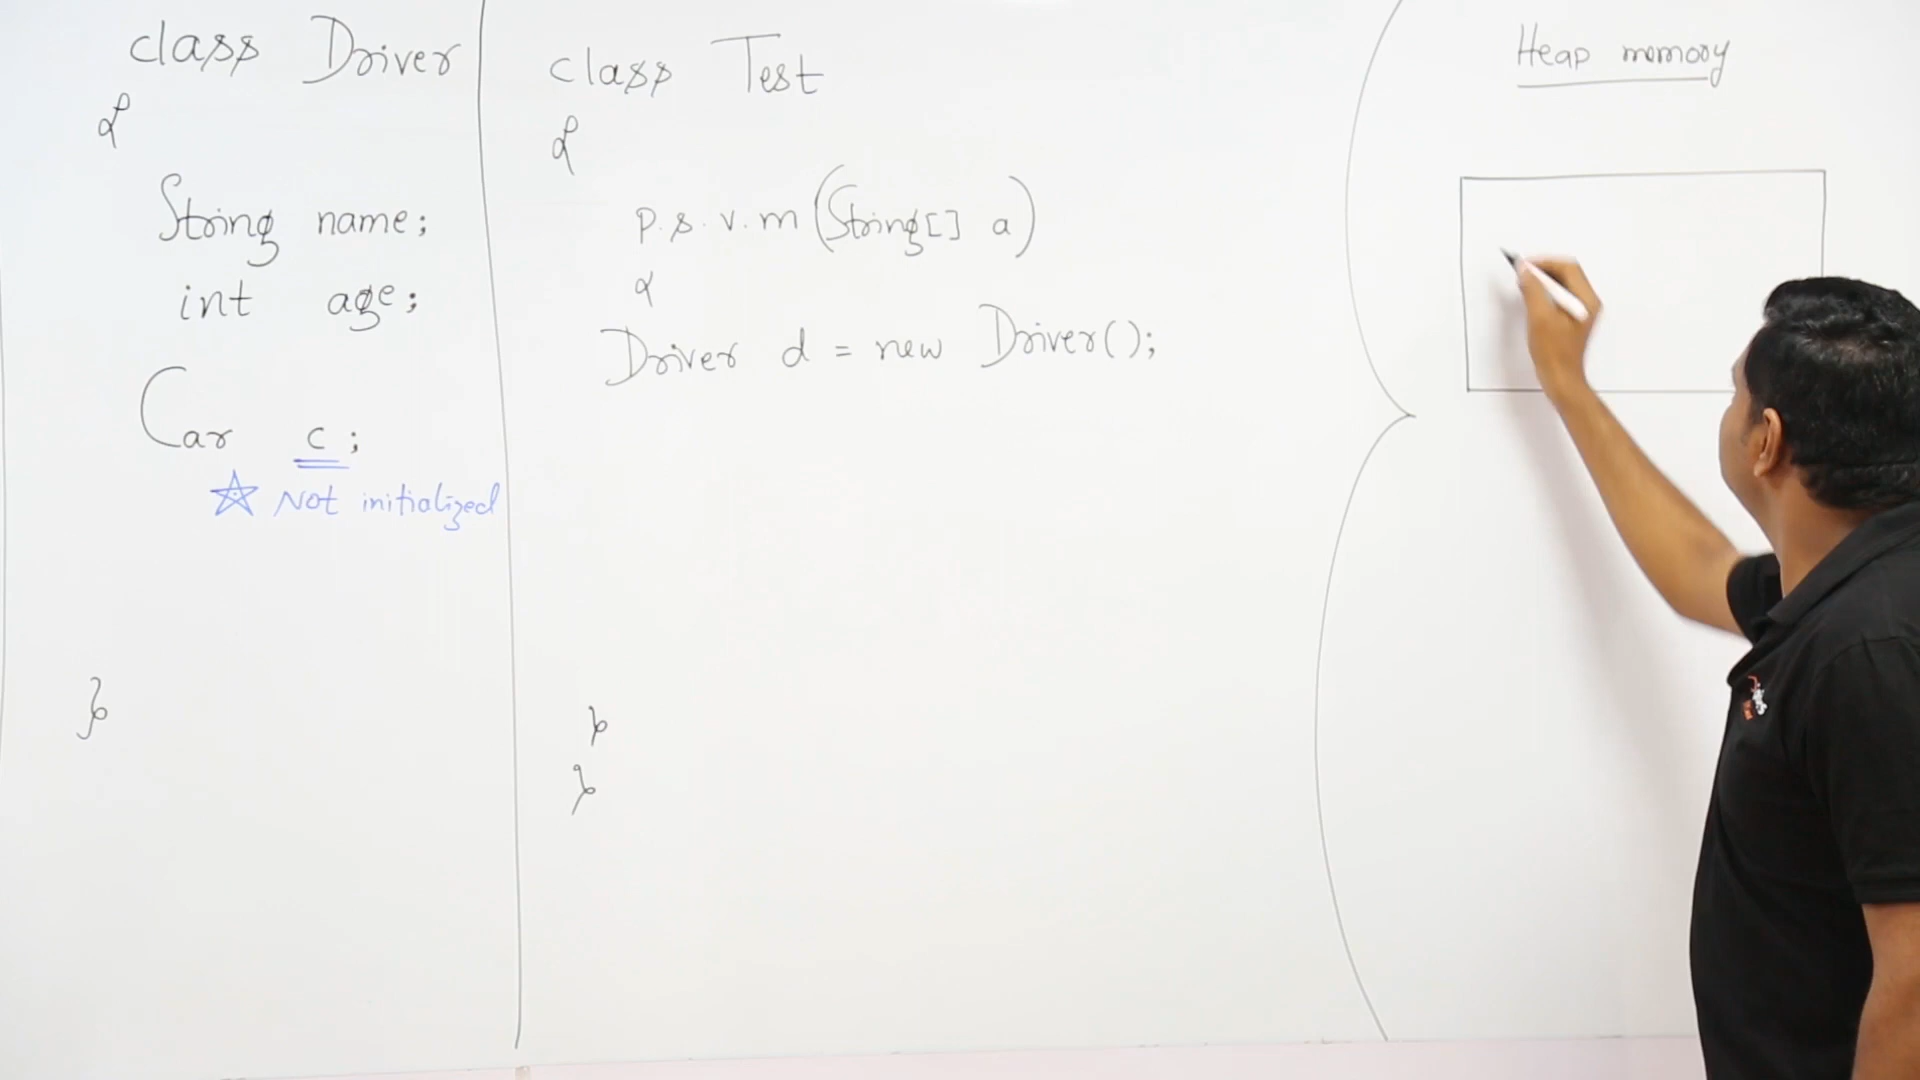 class Driver
{
String name;
int age;
Car c;
☆ Not initialized
}
class Test
{
p.s.v.m(String[] a)
{
Driver d = new Driver();
}
}
Heap memory